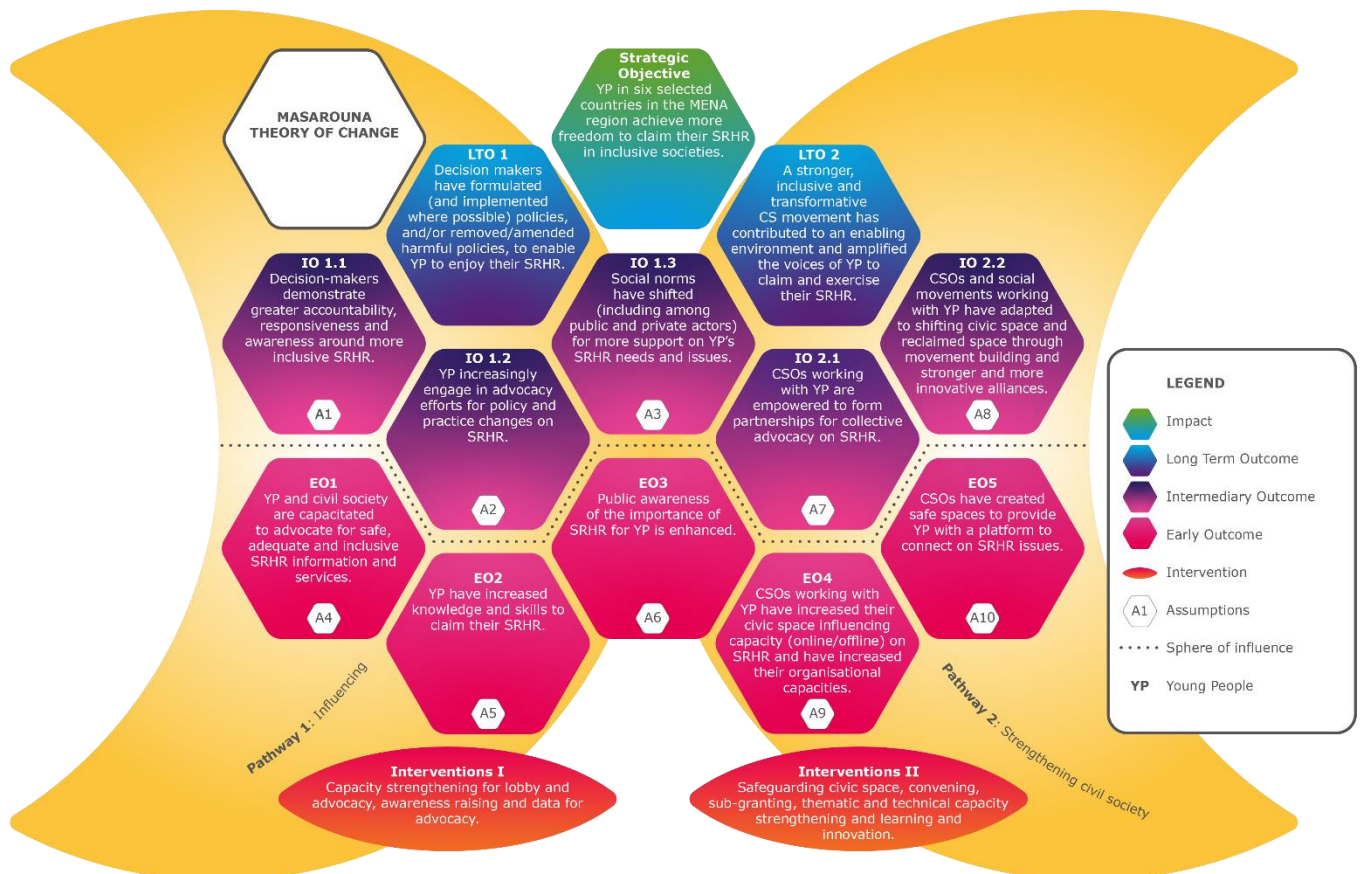 MASAROUNA
THEORY OF CHANGE
Strategic
Objective
YP in six selected
countries in the MENA
region achieve more
freedom to claim their SRHR
in inclusive societies.
LTO 1
Decision makers
have formulated
(and implemented
where possible) policies,
and/or removed/amended
harmful policies, to enable
YP to enjoy their SRHR.
LTO 2
A stronger,
inclusive and
transformative
CS movement has
contributed to an enabling
environment and amplified
the voices of YP to
claim and exercise
their SRHR.
IO 1.1
Decision-makers
demonstrate
greater accountability,
responsiveness and
awareness around more
inclusive SRHR.
A1
IO 1.2
YP increasingly
engage in advocacy
efforts for policy and
practice changes on
SRHR.
A2
IO 1.3
Social norms
have shifted
(including among
public and private actors)
for more support on YP's
SRHR needs and issues.
A3
IO 2.1
CSOs working
with YP are
empowered to form
partnerships for collective
advocacy on SRHR.
A7
IO 2.2
CSOs and social
movements working
with YP have adapted
to shifting civic space and
reclaimed space through
movement building and
stronger and more
innovative alliances.
A8
EO1
YP and civil society
are capacitated
to advocate for safe,
adequate and inclusive
SRHR information and
services.
A4
EO2
YP have increased
knowledge and skills to
claim their SRHR.
A5
EO3
Public awareness
of the importance of
SRHR for YP is enhanced.
A6
EO4
CSOs working with
YP have increased their
civic space influencing
capacity (online/offline) on
SRHR and have increased
their organisational
capacities.
A9
EO5
CSOs have created
safe spaces to provide
YP with a platform to
connect on SRHR issues.
A10
Pathway 1: Influencing
Pathway 2: Strengthening civil society
Interventions I
Capacity strengthening for lobby and
advocacy, awareness raising and data for
advocacy.
Interventions II
Safeguarding civic space, convening,
sub-granting, thematic and technical capacity
strengthening and learning and
innovation.
LEGEND
Impact
Long Term Outcome
Intermediary Outcome
Early Outcome
Intervention
A1 Assumptions
Sphere of influence
YP Young People